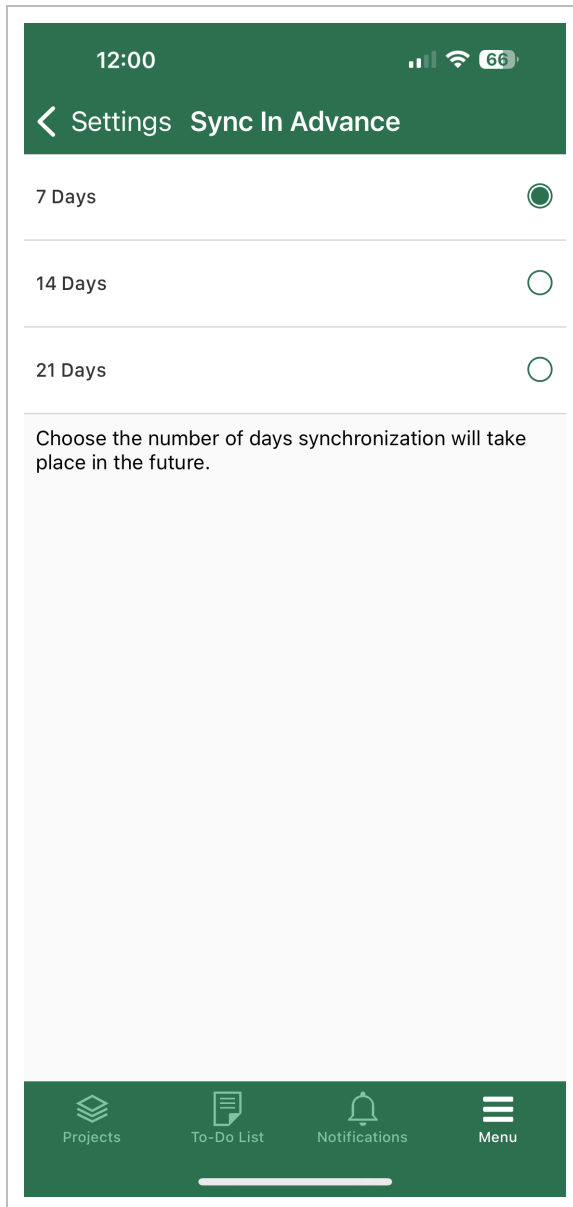 12:00
66
Settings Sync In Advance
7 Days
14 Days
21 Days
Choose the number of days synchronization will take
place in the future.
Projects To-Do List Notifications Menu